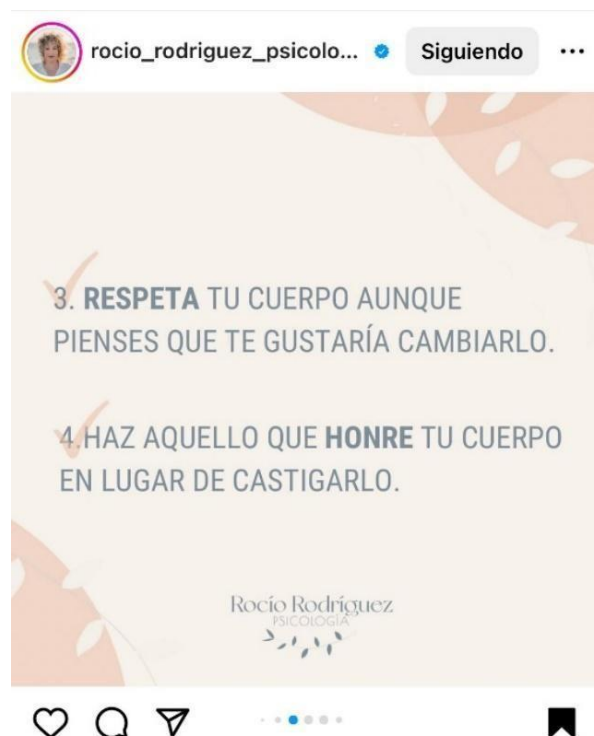 rocio_rodriguez_psicolo...
Siguiendo
3. RESPETA TU CUERPO AUNQUE
PIENSES QUE TE GUSTARÍA CAMBIARLO.
4.HAZ AQUELLO QUE HONRE TU CUERPO
EN LUGAR DE CASTIGARLO.
Rocío Rodríguez
PSICOLOGÍA